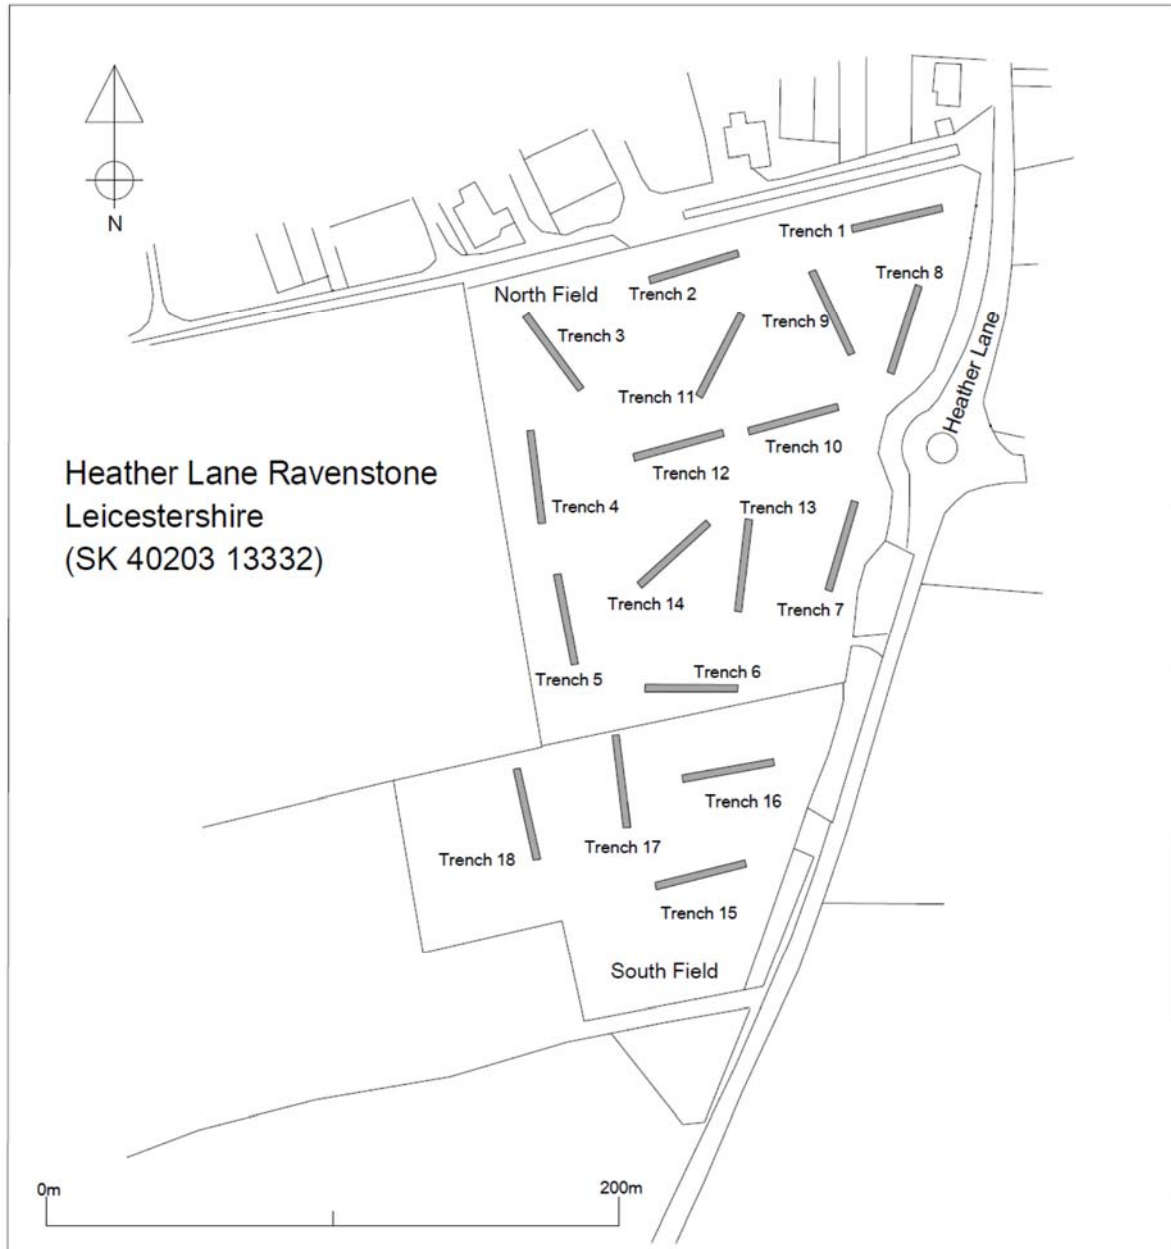 N
Trench 1
Trench 8
Trench 2
North Field
Trench 9
Trench 3
Heather Lane
Trench 11
Trench 10
Heather Lane Ravenstone
Leicestershire
(SK 40203 13332)
Trench 12
Trench 4
Trench 13
Trench 14
Trench 7
Trench 5
Trench 6
Trench 16
Trench 17
Trench 18
Trench 15
South Field
0m
200m